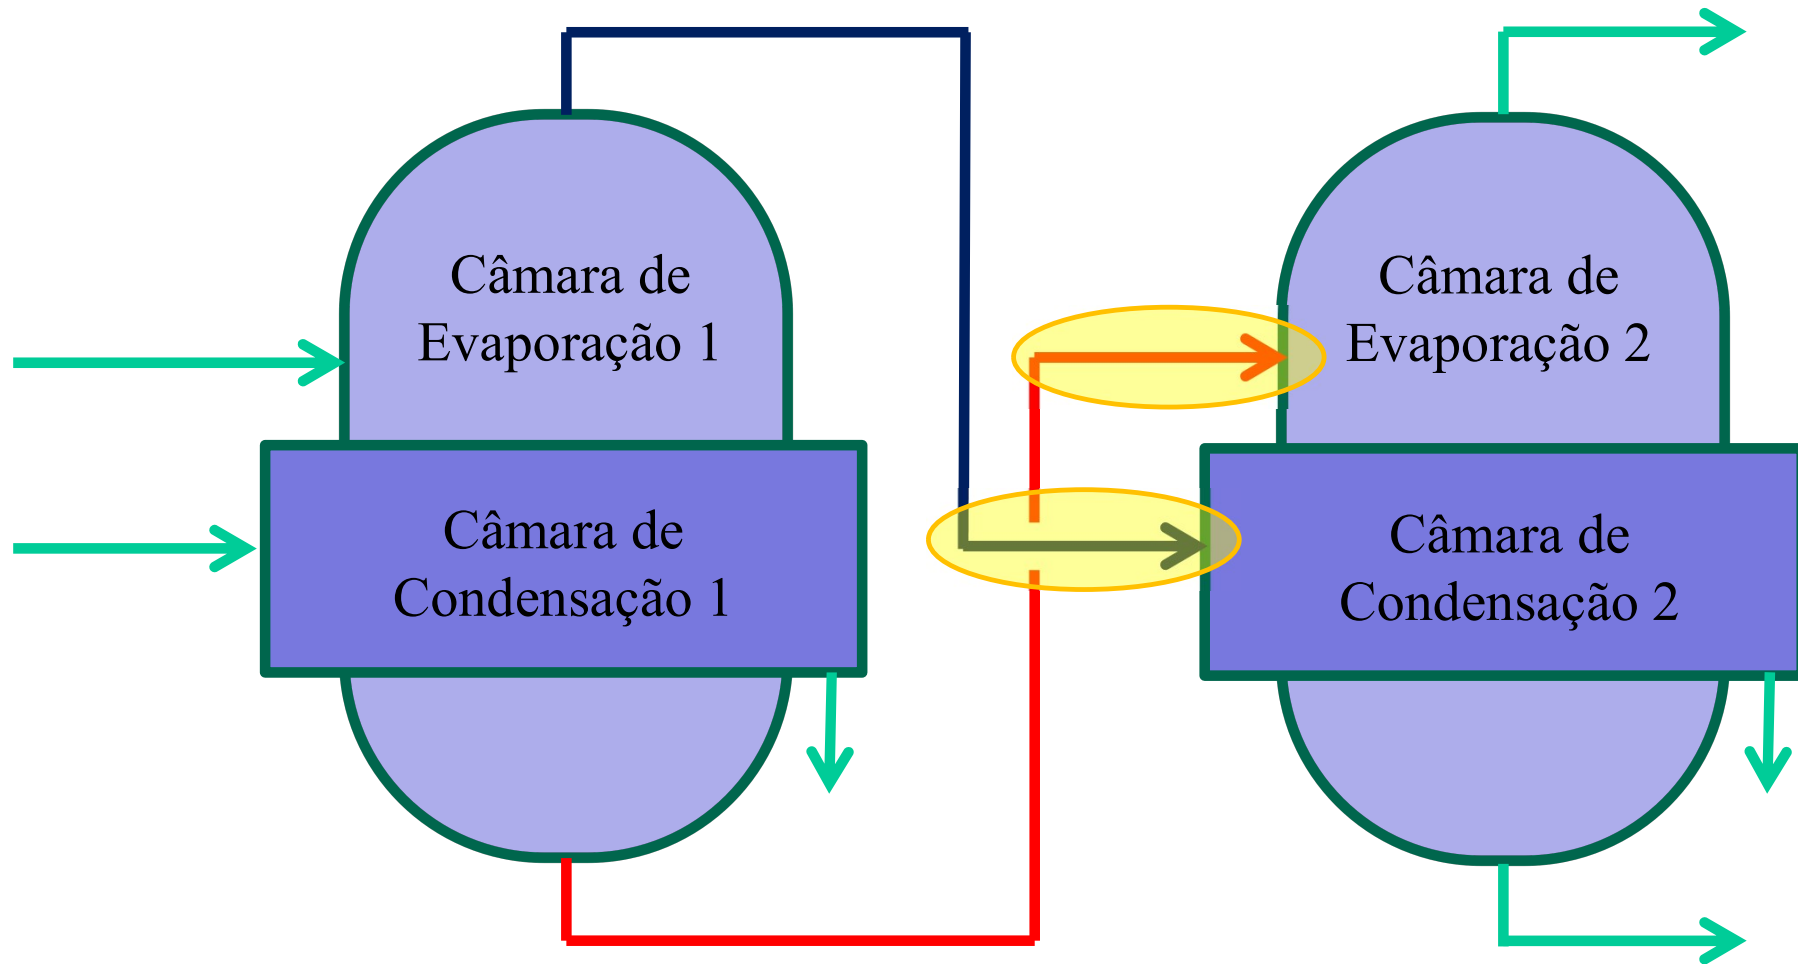 Câmara de
Evaporação 1
Câmara de
Condensação 1
Câmara de
Evaporação 2
Câmara de
Condensação 2